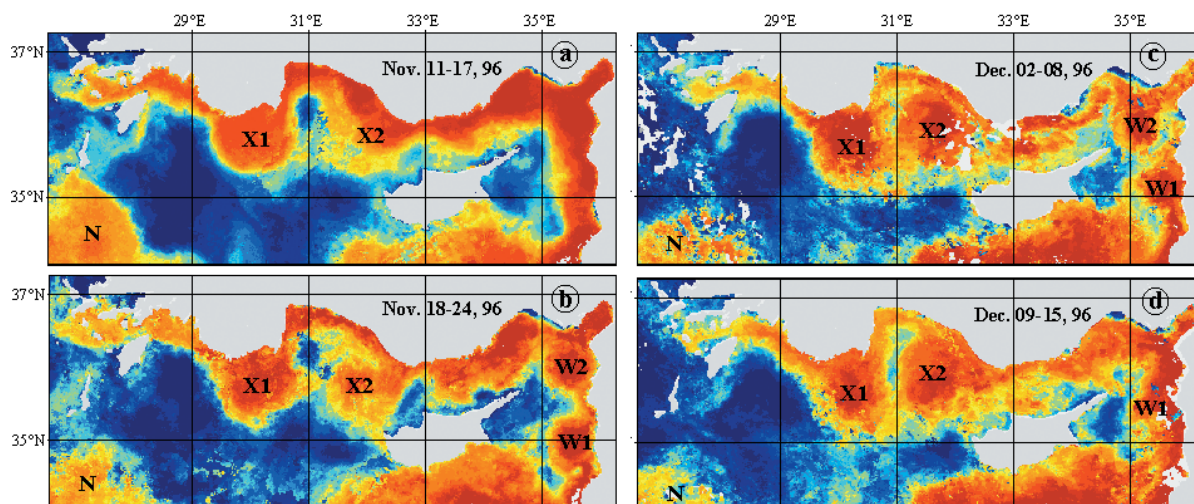 29°E 31°E 33°E 35°E
37°N
a
Nov. 11-17, 96
X1 X2
35°N
N
37°N
b
Nov. 18-24, 96
W2
X1 X2
35°N
W1
N
29°E 31°E 33°E 35°E
c
Dec. 02-08, 96
W2
X1 X2
W1
N
d
Dec. 09-15, 96
X1 X2
W1